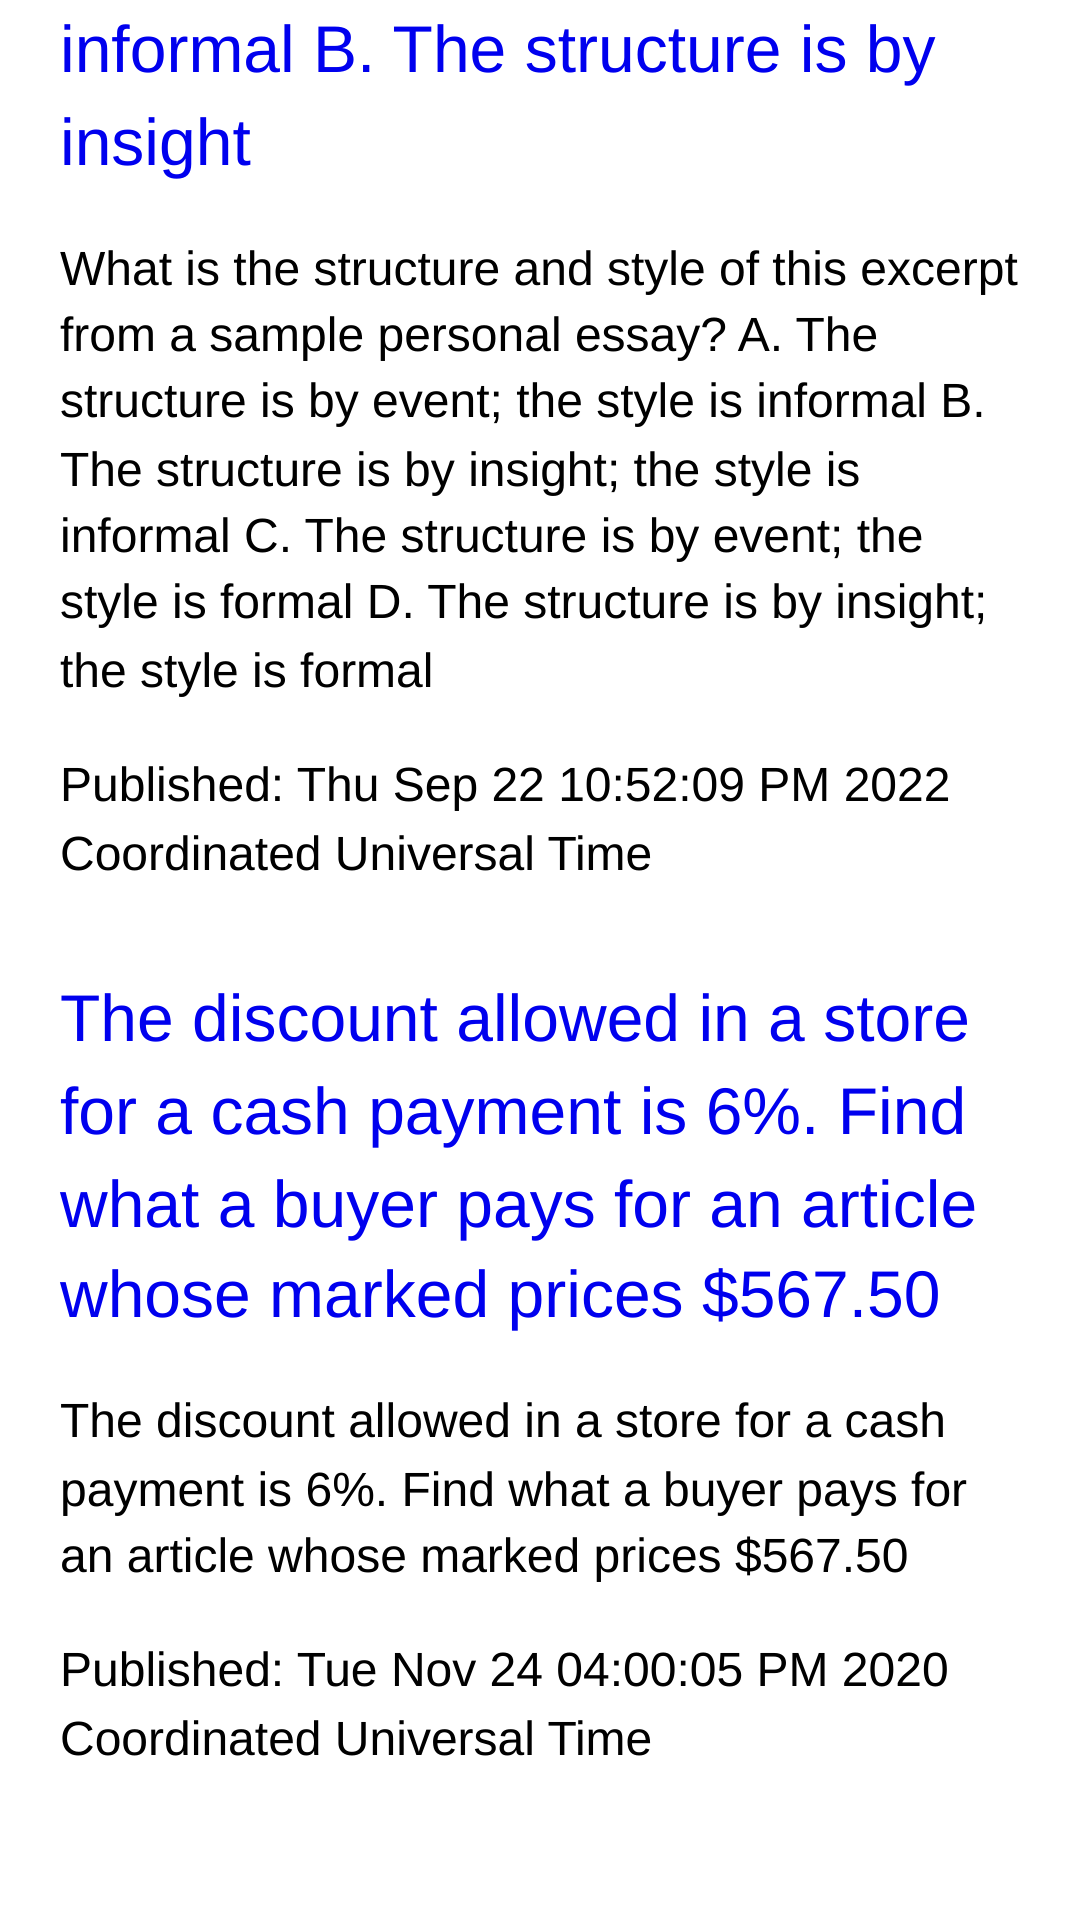 informal B. The structure is by
insight
What is the structure and style of this excerpt
from a sample personal essay? A. The
structure is by event; the style is informal B.
The structure is by insight; the style is
informal C. The structure is by event; the
style is formal D. The structure is by insight;
the style is formal
Published: Thu Sep 22 10:52:09 PM 2022
Coordinated Universal Time
The discount allowed in a store
for a cash payment is 6%. Find
what a buyer pays for an article
whose marked prices $567.50
The discount allowed in a store for a cash
payment is 6%. Find what a buyer pays for
an article whose marked prices $567.50
Published: Tue Nov 24 04:00:05 PM 2020
Coordinated Universal Time